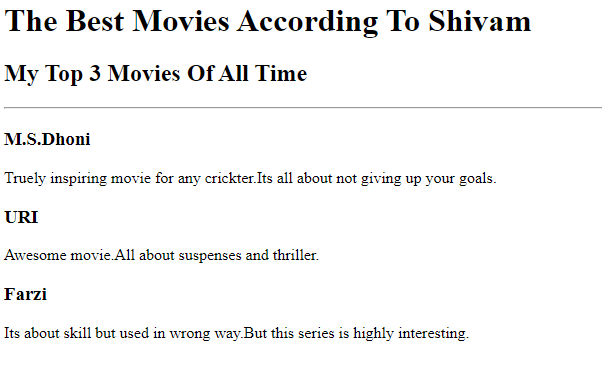 The Best Movies According To Shivam
My Top 3 Movies Of All Time
M.S.Dhoni
Truely inspiring movie for any crickter.Its all about not giving up your goals.
URI
Awesome movie.All about suspenses and thriller.
Farzi
Its about skill but used in wrong way.But this series is highly interesting.